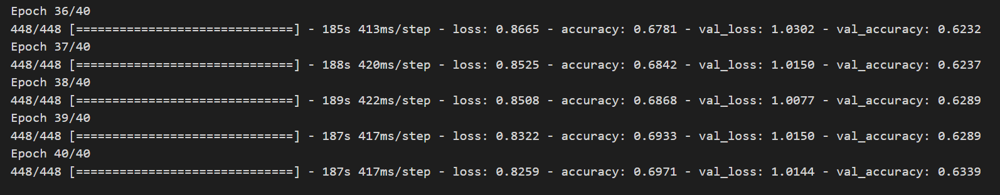 Epoch 36/40
448/448 [==============================] - 185s 413ms/step - loss: 0.8665 - accuracy: 0.6781 - val_loss: 1.0302 - val_accuracy: 0.6232
Epoch 37/40
448/448 [==============================] - 188s 420ms/step - loss: 0.8525 - accuracy: 0.6842 - val_loss: 1.0150 - val_accuracy: 0.6237
Epoch 38/40
448/448 [==============================] - 189s 422ms/step - loss: 0.8508 - accuracy: 0.6868 - val_loss: 1.0077 - val_accuracy: 0.6289
Epoch 39/40
448/448 [==============================] - 187s 417ms/step - loss: 0.8322 - accuracy: 0.6933 - val_loss: 1.0150 - val_accuracy: 0.6289
Epoch 40/40
448/448 [==============================] - 187s 417ms/step - loss: 0.8259 - accuracy: 0.6971 - val_loss: 1.0144 - val_accuracy: 0.6339